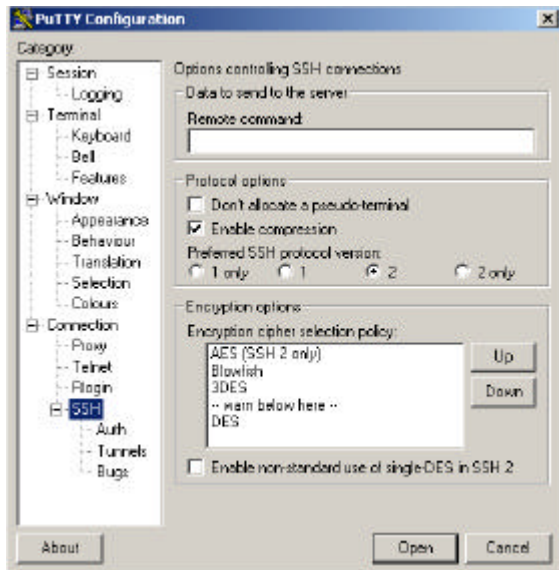 PuTTY Configuration
Category:
Session
Logging
Terminal
Keyboard
Bell
Features
Window
Appearance
Behaviour
Translation
Selection
Colours
Connection
Proxy
Telnet
Rlogin
SSH
Auth
Tunnels
Bugs
Options controlling SSH connections
Data to send to the server
Remote command:
Protocol options
Don't allocate a pseudo-terminal
Enable compression
Preferred SSH protocol version:
1 only 1 2 2 only
Encryption options
Encryption cipher selection policy:
AES (SSH 2 only)
Blowfish
3DES
-- warn below here --
DES
Up
Down
Enable non-standard use of single-DES in SSH 2
About
Open
Cancel